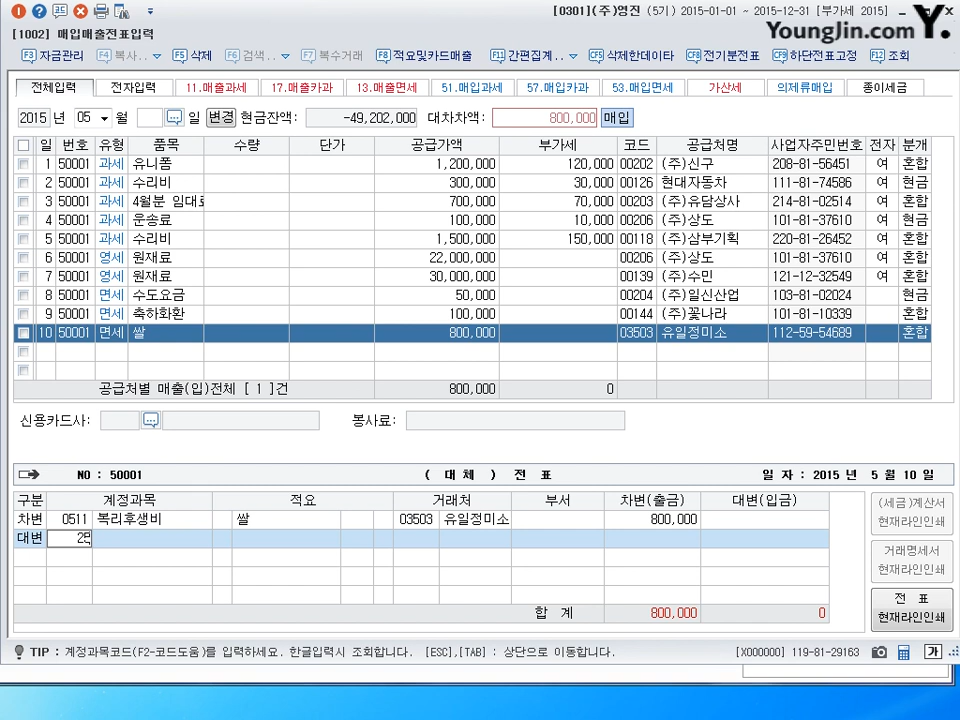 [0301](주)영진 (5기) 2015-01-01 ~ 2015-12-31 [부가세 2015]
[1002] 매입매출전표입력
YoungJin.com Y.
F3 자금관리 F4 복사.. F5 삭제 F6 검색.. F7 복수거래 F8 적요및카드매출 F11 간편집계.. CF5 삭제한데이타 CF8 전기분전표 CF9 하단전표고정 F12 조회
전체입력 전자입력 11.매출과세 17.매출카과 13.매출면세 51.매입과세 57.매입카과 53.매입면세 가산세 의제류매입 종이세금
2015 년 05 월 일 변경 현금잔액: -49,202,000 대차차액: 800,000 매입
일 번호 유형 품목 수량 단가 공급가액 부가세 코드 공급처명 사업자주민번호 전자 분개
1 50001 과세 유니폼 1,200,000 120,000 00202 (주)신구 208-81-56451 여 혼합
2 50001 과세 수리비 300,000 30,000 00126 현대자동차 111-81-74586 여 현금
3 50001 과세 4월분 임대료 700,000 70,000 00203 (주)유담상사 214-81-02514 여 혼합
4 50001 과세 운송료 100,000 10,000 00206 (주)상도 101-81-37610 여 현금
5 50001 과세 수리비 1,500,000 150,000 00118 (주)삼부기획 220-81-26452 여 혼합
6 50001 영세 원재료 22,000,000 00206 (주)상도 101-81-37610 여 혼합
7 50001 영세 원재료 30,000,000 00139 (주)수민 121-12-32549 여 혼합
8 50001 면세 수도요금 50,000 00204 (주)일신산업 103-81-02024 현금
9 50001 면세 축하화환 100,000 00144 (주)꽃나라 101-81-10339 혼합
10 50001 면세 쌀 800,000 03503 유일정미소 112-59-54689 혼합
공급처별 매출(입)전체 [ 1 ]건 800,000 0
신용카드사: 봉사료:
NO : 50001 ( 대 체 ) 전 표 일 자 : 2015 년 5 월 10 일
구분 계정과목 적요 거래처 부서 차변(출금) 대변(입금)
차변 0511 복리후생비 쌀 03503 유일정미소 800,000
대변
합 계 800,000 0
(세금)계산서
현재라인인쇄
거래명세서
현재라인인쇄
전 표
현재라인인쇄
TIP : 계정과목코드(F2-코드도움)를 입력하세요. 한글입력시 조회합니다. [ESC],[TAB] : 상단으로 이동합니다. [X000000] 119-81-29163 가